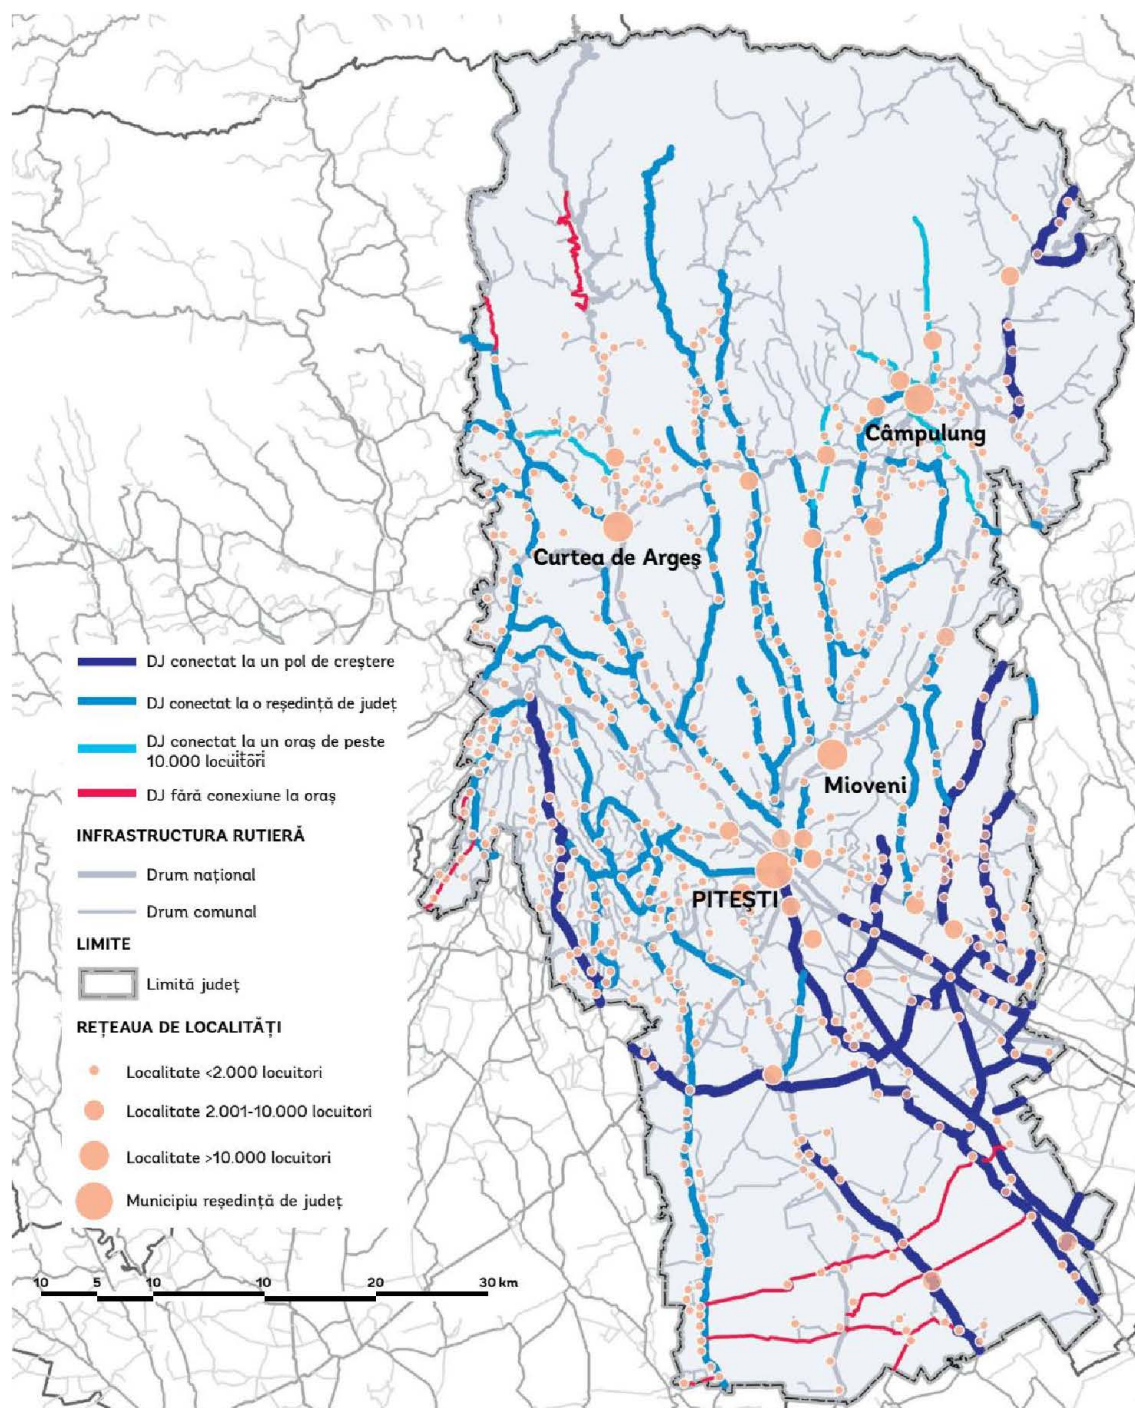 Câmpulung
Curtea de Argeș
Mioveni
PITEȘTI
DJ conectat la un pol de creștere
DJ conectat la o reședință de județ
DJ conectat la un oraș de peste
10.000 locuitori
DJ fără conexiune la oraș
INFRASTRUCTURA RUTIERĂ
Drum național
Drum comunal
LIMITE
Limită județ
REȚEAUA DE LOCALITĂȚI
Localitate <2.000 locuitori
Localitate 2.001-10.000 locuitori
Localitate >10.000 locuitori
Municipiu reședință de județ
10 5 10 10 20 30 km